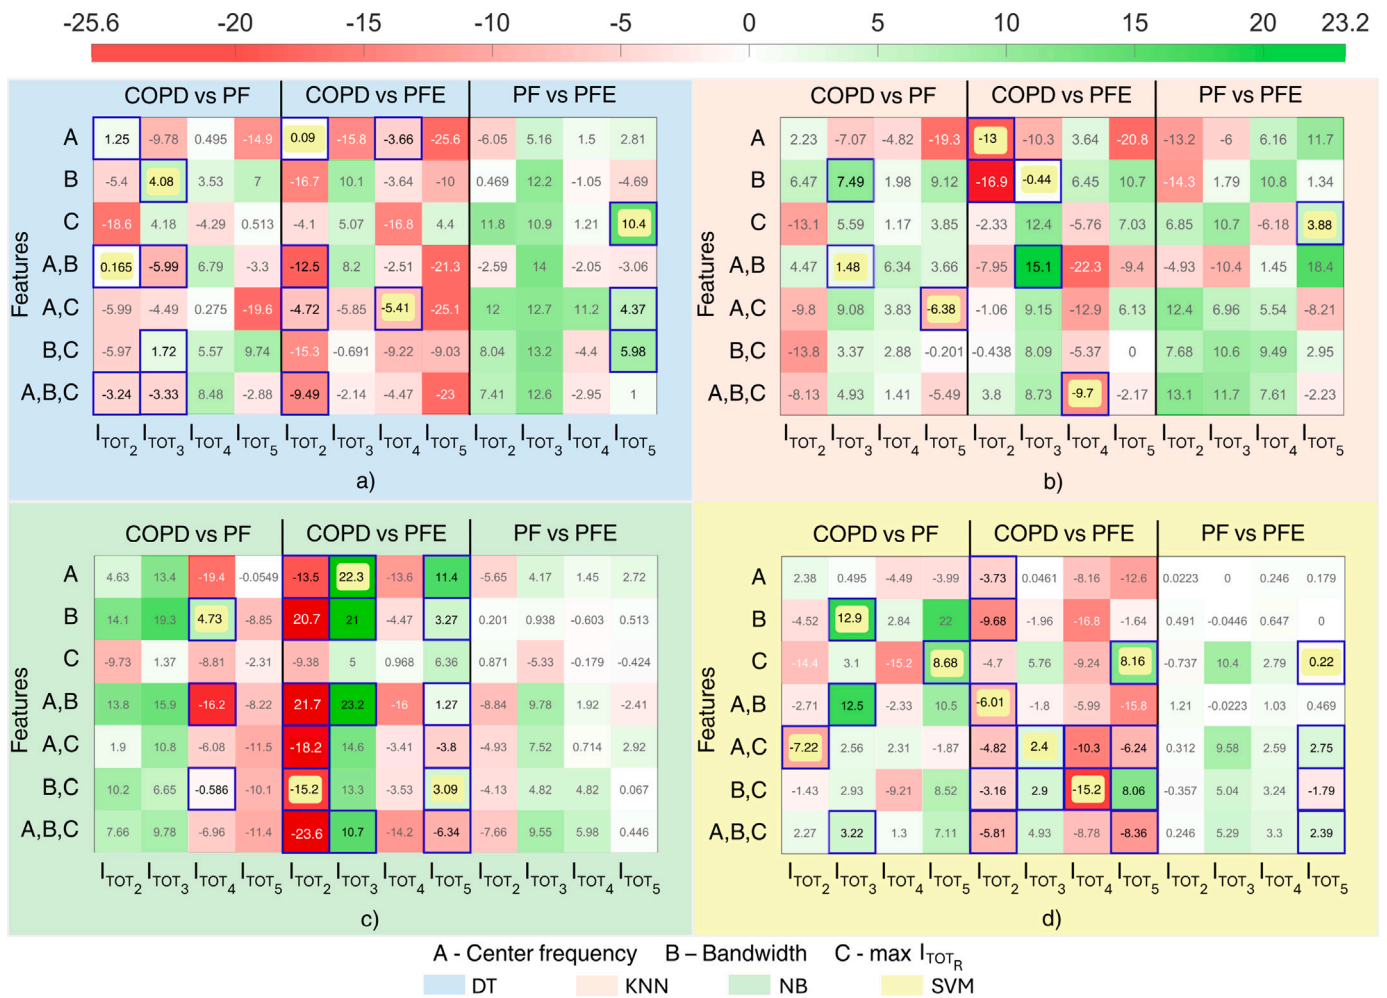 -25.6 -20 -15 -10 -5 0 5 10 15 20 23.2
COPD vs PF COPD vs PFE PF vs PFE
Features
A 1.25 -9.78 0.495 -14.9 0.09 -15.8 -3.66 -25.6 -6.05 5.16 1.5 2.81
B -5.4 4.08 3.53 7 -16.7 10.1 -3.64 -10 0.469 12.2 -1.05 -4.69
C -18.6 4.18 -4.29 0.513 -4.1 5.07 -16.8 4.4 11.8 10.9 1.21 10.4
A,B 0.165 -5.99 6.79 -3.3 -12.5 8.2 -2.51 -21.3 -2.59 14 -2.05 -3.06
A,C -5.99 -4.49 0.275 -19.6 -4.72 -5.85 -5.41 -25.1 12 12.7 11.2 4.37
B,C -5.97 1.72 5.57 9.74 -15.3 -0.691 -9.22 -9.03 8.04 13.2 -4.4 5.98
A,B,C -3.24 -3.33 8.48 -2.88 -9.49 -2.14 -4.47 -23 7.41 12.6 -2.95 1
ITOT2 ITOT3 ITOT4 ITOT5 ITOT2 ITOT3 ITOT4 ITOT5 ITOT2 ITOT3 ITOT4 ITOT5
a)
COPD vs PF COPD vs PFE PF vs PFE
Features
A 2.23 -7.07 -4.82 -19.3 -13 -10.3 3.64 -20.8 -13.2 -6 6.16 11.7
B 6.47 7.49 1.98 9.12 -16.9 -0.44 6.45 10.7 -14.3 1.79 10.8 1.34
C -13.1 5.59 1.17 3.85 -2.33 12.4 -5.76 7.03 6.85 10.7 -6.18 3.88
A,B 4.47 1.48 6.34 3.66 -7.95 15.1 -22.3 -9.4 -4.93 -10.4 1.45 18.4
A,C -9.8 9.08 3.83 -6.38 -1.06 9.15 -12.9 6.13 12.4 6.96 5.54 -8.21
B,C -13.8 3.37 2.88 -0.201 -0.438 8.09 -5.37 0 7.68 10.6 9.49 2.95
A,B,C -8.13 4.93 1.41 -5.49 3.8 8.73 -9.7 -2.17 13.1 11.7 7.61 -2.23
ITOT2 ITOT3 ITOT4 ITOT5 ITOT2 ITOT3 ITOT4 ITOT5 ITOT2 ITOT3 ITOT4 ITOT5
b)
COPD vs PF COPD vs PFE PF vs PFE
Features
A 4.63 13.4 -19.4 -0.0549 -13.5 22.3 -13.6 11.4 -5.65 4.17 1.45 2.72
B 14.1 19.3 4.73 -8.85 20.7 21 -4.47 3.27 0.201 0.938 -0.603 0.513
C -9.73 1.37 -8.81 -2.31 -9.38 5 0.968 6.36 0.871 -5.33 -0.179 -0.424
A,B 13.8 15.9 -16.2 -8.22 21.7 23.2 -16 1.27 -8.84 9.78 1.92 -2.41
A,C 1.9 10.8 -6.08 -11.5 -18.2 14.6 -3.41 -3.8 -4.93 7.52 0.714 2.92
B,C 10.2 6.65 -0.586 -10.1 -15.2 13.3 -3.53 3.09 -4.13 4.82 4.82 0.067
A,B,C 7.66 9.78 -6.96 -11.4 -23.6 10.7 -14.2 -6.34 -7.66 9.55 5.98 0.446
ITOT2 ITOT3 ITOT4 ITOT5 ITOT2 ITOT3 ITOT4 ITOT5 ITOT2 ITOT3 ITOT4 ITOT5
c)
COPD vs PF COPD vs PFE PF vs PFE
Features
A 2.38 0.495 -4.49 -3.99 -3.73 0.0461 -8.16 -12.6 0.0223 0 0.246 0.179
B -4.52 12.9 2.84 22 -9.68 -1.96 -16.8 -1.64 0.491 -0.0446 0.647 0
C -14.4 3.1 -15.2 8.68 -4.7 5.76 -9.24 8.16 -0.737 10.4 2.79 0.22
A,B -2.71 12.5 -2.33 10.5 -6.01 -1.8 -5.99 -15.8 1.21 -0.0223 1.03 0.469
A,C -7.22 2.56 2.31 -1.87 -4.82 2.4 -10.3 -6.24 0.312 9.58 2.59 2.75
B,C -1.43 2.93 -9.21 8.52 -3.16 2.9 -15.2 8.06 -0.357 5.04 3.24 -1.79
A,B,C 2.27 3.22 1.3 7.11 -5.81 4.93 -8.78 -8.36 0.246 5.29 3.3 2.39
ITOT2 ITOT3 ITOT4 ITOT5 ITOT2 ITOT3 ITOT4 ITOT5 ITOT2 ITOT3 ITOT4 ITOT5
d)
A - Center frequency B – Bandwidth C - max ITOTR
DT KNN NB SVM